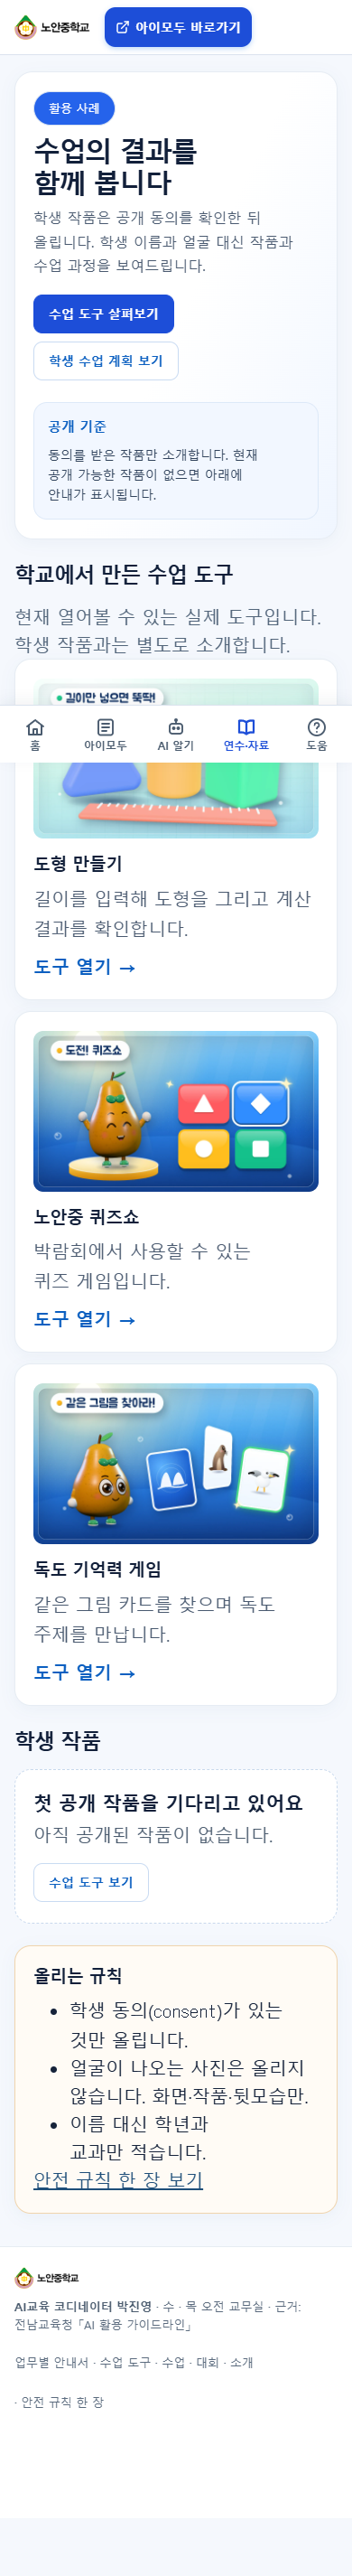 노안중학교 아이모두 바로가기
활용 사례
수업의 결과를
함께 봅니다
학생 작품은 공개 동의를 확인한 뒤
올립니다. 학생 이름과 얼굴 대신 작품과
수업 과정을 보여드립니다.
수업 도구 살펴보기
학생 수업 계획 보기
공개 기준
동의를 받은 작품만 소개합니다. 현재
공개 가능한 작품이 없으면 아래에
안내가 표시됩니다.
학교에서 만든 수업 도구
현재 열어볼 수 있는 실제 도구입니다.
학생 작품과는 별도로 소개합니다.
길이만 넣으면 뚝딱!
홈 아이모두 AI 알기 연수·자료 도움
도형 만들기
길이를 입력해 도형을 그리고 계산
결과를 확인합니다.
도구 열기 →
도전! 퀴즈쇼
노안중 퀴즈쇼
박람회에서 사용할 수 있는
퀴즈 게임입니다.
도구 열기 →
같은 그림을 찾아라!
독도 기억력 게임
같은 그림 카드를 찾으며 독도
주제를 만납니다.
도구 열기 →
학생 작품
첫 공개 작품을 기다리고 있어요
아직 공개된 작품이 없습니다.
수업 도구 보기
올리는 규칙
• 학생 동의(consent)가 있는
것만 올립니다.
• 얼굴이 나오는 사진은 올리지
않습니다. 화면·작품·뒷모습만.
• 이름 대신 학년과
교과만 적습니다.
안전 규칙 한 장 보기
노안중학교
AI교육 코디네이터 박진영 · 수 · 목 오전 교무실 · 근거:
전남교육청 「AI 활용 가이드라인」
업무별 안내서 · 수업 도구 · 수업 · 대회 · 소개
· 안전 규칙 한 장